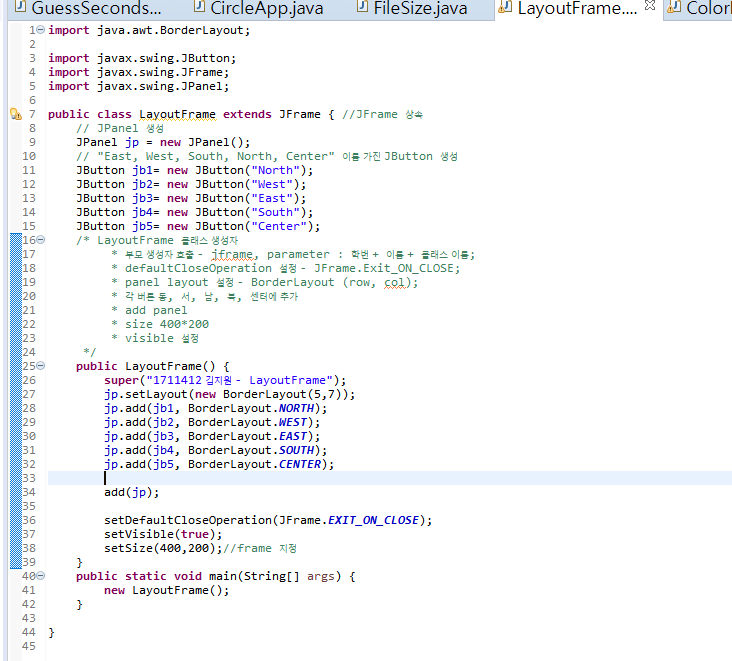 GuessSeconds... CircleApp.java FileSize.java LayoutFrame.... Color
1 import java.awt.BorderLayout;
2
3 import javax.swing.JButton;
4 import javax.swing.JFrame;
5 import javax.swing.JPanel;
6
7 public class LayoutFrame extends JFrame { //JFrame 상속
8 // JPanel 생성
9 JPanel jp = new JPanel();
10 // "East, West, South, North, Center" 이름 가진 JButton 생성
11 JButton jb1= new JButton("North");
12 JButton jb2= new JButton("West");
13 JButton jb3= new JButton("East");
14 JButton jb4= new JButton("South");
15 JButton jb5= new JButton("Center");
16 /* LayoutFrame 클래스 생성자
17 * 부모 생성자 호출 - jframe, parameter : 학번 + 이름 + 클래스 이름;
18 * defaultCloseOperation 설정 - JFrame.Exit_ON_CLOSE;
19 * panel layout 설정 - BorderLayout (row, col);
20 * 각 버튼 동, 서, 남, 북, 센터에 추가
21 * add panel
22 * size 400*200
23 * visible 설정
24 */
25 public LayoutFrame() {
26 super("1711412 김지원 - LayoutFrame");
27 jp.setLayout(new BorderLayout(5,7));
28 jp.add(jb1, BorderLayout.NORTH);
29 jp.add(jb2, BorderLayout.WEST);
30 jp.add(jb3, BorderLayout.EAST);
31 jp.add(jb4, BorderLayout.SOUTH);
32 jp.add(jb5, BorderLayout.CENTER);
33
34 add(jp);
35
36 setDefaultCloseOperation(JFrame.EXIT_ON_CLOSE);
37 setVisible(true);
38 setSize(400,200);//frame 지정
39 }
40 public static void main(String[] args) {
41 new LayoutFrame();
42 }
43
44 }
45